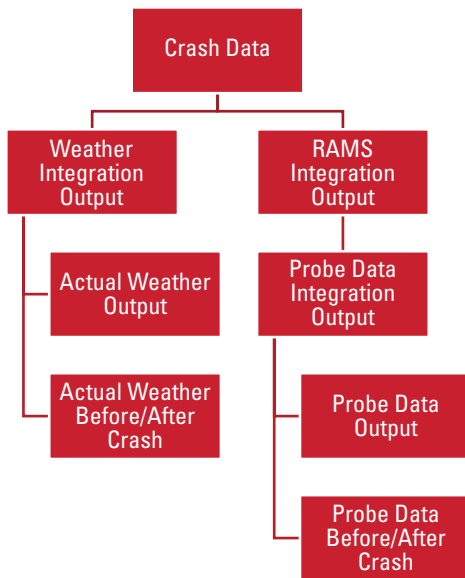 Crash Data
Weather
Integration
Output
RAMS
Integration
Output
Actual Weather
Output
Probe Data
Integration
Output
Actual Weather
Before/After
Crash
Probe Data
Output
Probe Data
Before/After
Crash